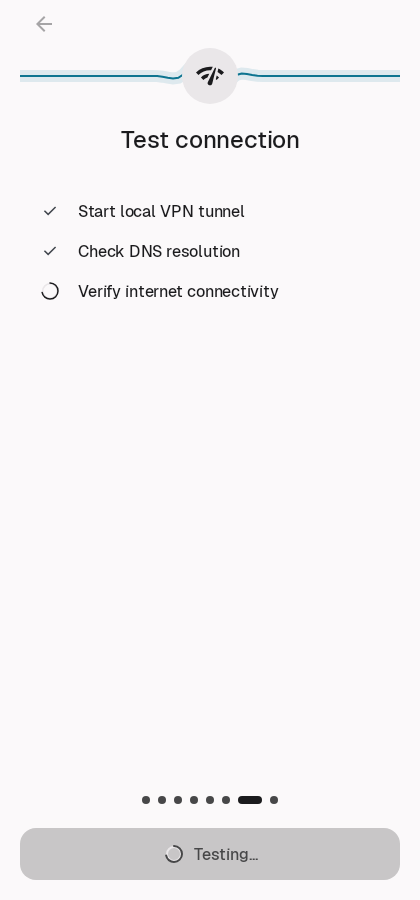 Test connection
Start local VPN tunnel
Check DNS resolution
Verify internet connectivity
Testing...